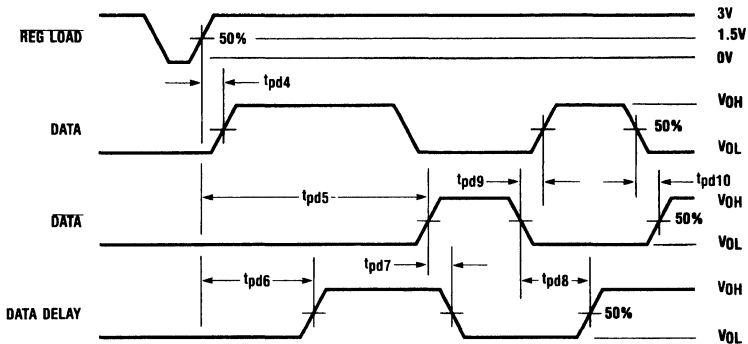 3V
REG LOAD
50%
1.5V
0V
tpd4
VOH
DATA
50%
VOL
tpd9
tpd10
tpd5
VOH
DATA
50%
VOL
tpd7
tpd6
tpd8
VOH
DATA DELAY
50%
VOL